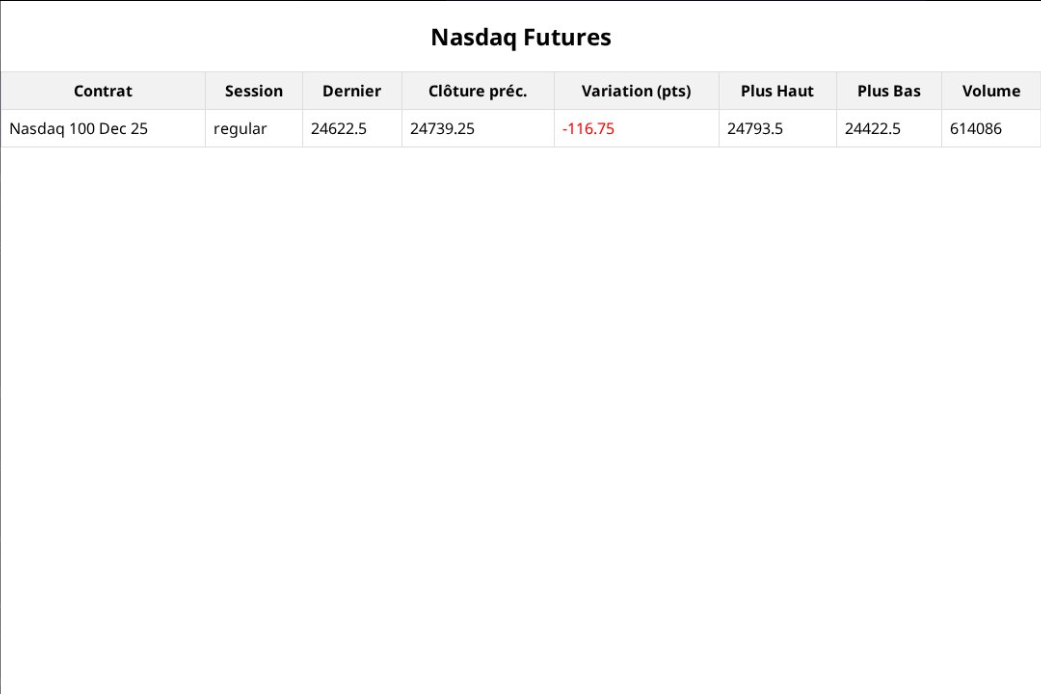 Nasdaq Futures
Contrat Session Dernier Clôture préc. Variation (pts) Plus Haut Plus Bas Volume
Nasdaq 100 Dec 25 regular 24622.5 24739.25 -116.75 24793.5 24422.5 614086